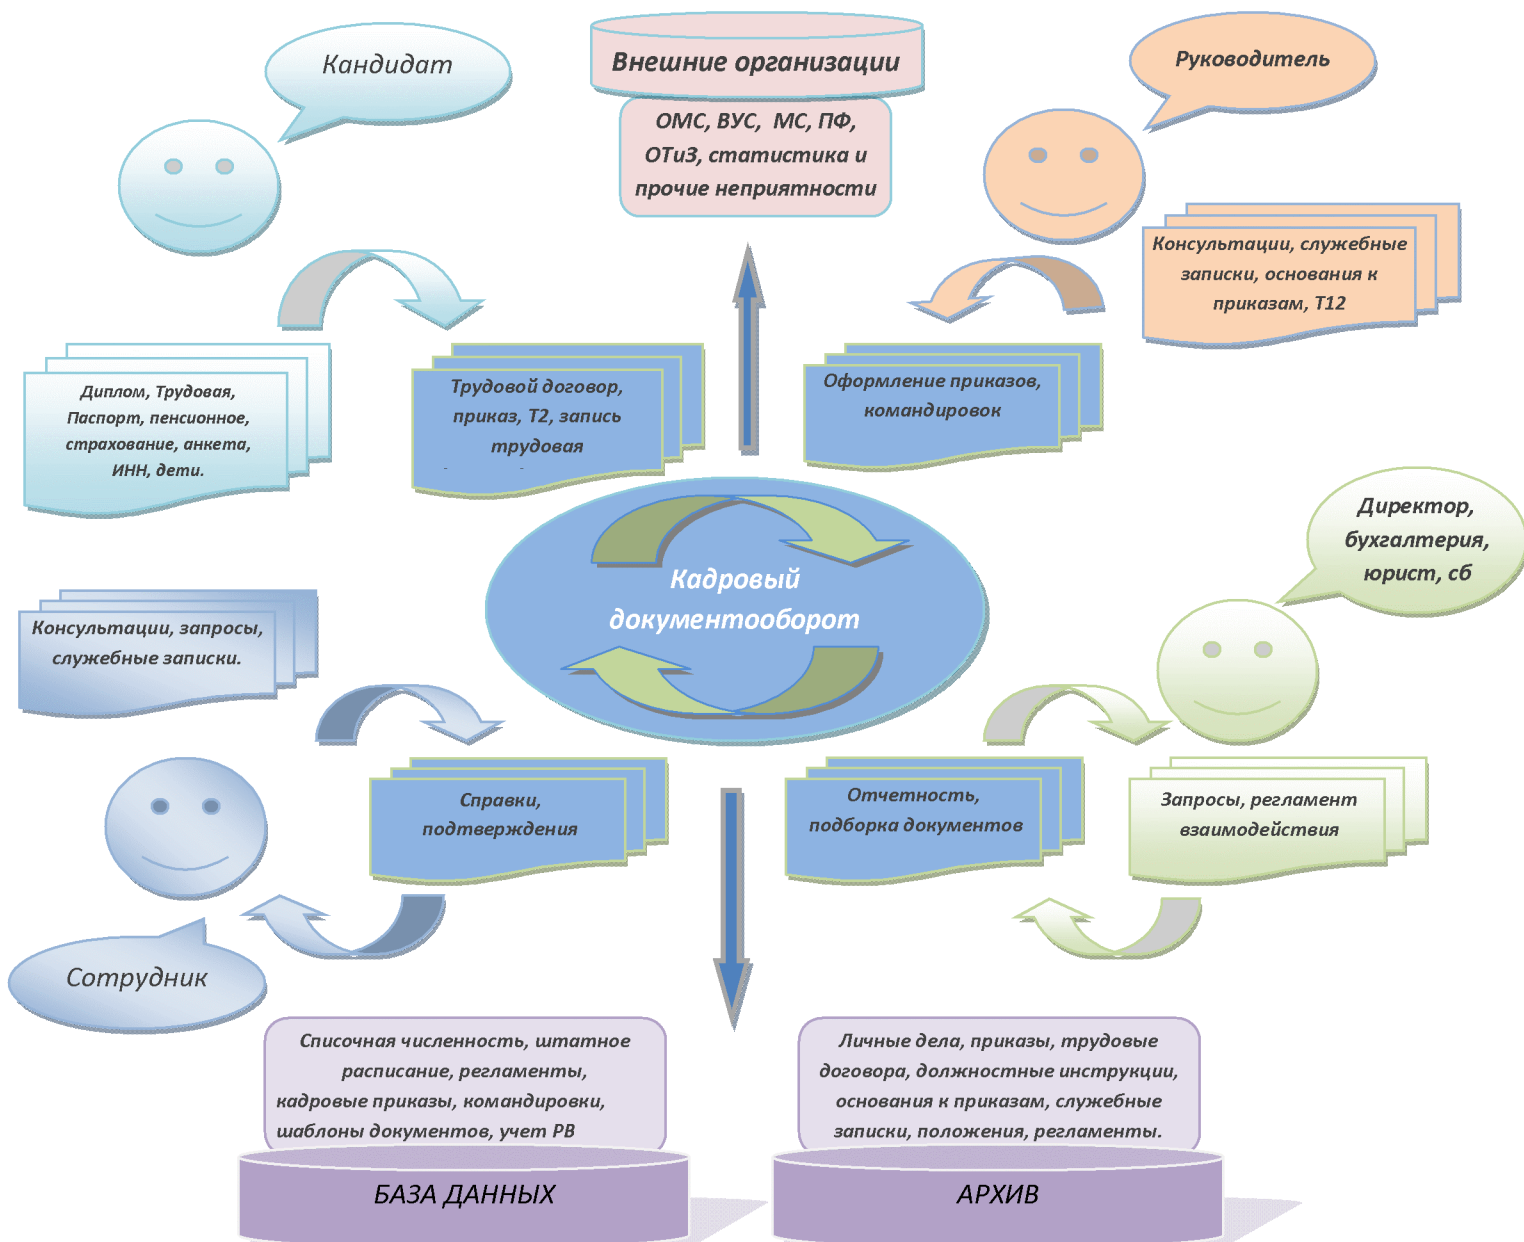 Кандидат
Внешние организации
ОМС, ВУС, МС, ПФ,
ОТиЗ, статистика и
прочие неприятности
Руководитель
Консультации, служебные
записки, основания к
приказам, Т12
Диплом, Трудовая,
Паспорт, пенсионное,
страхование, анкета,
ИНН, дети.
Трудовой договор,
приказ, Т2, запись
трудовая
Оформление приказов,
командировок
Директор,
бухгалтерия,
юрист, сб
Кадровый
документооборот
Консультации, запросы,
служебные записки.
Справки,
подтверждения
Отчетность,
подборка документов
Запросы, регламент
взаимодействия
Сотрудник
Списочная численность, штатное
расписание, регламенты,
кадровые приказы, командировки,
шаблоны документов, учет РВ
БАЗА ДАННЫХ
Личные дела, приказы, трудовые
договора, должностные инструкции,
основания к приказам, служебные
записки, положения, регламенты.
АРХИВ